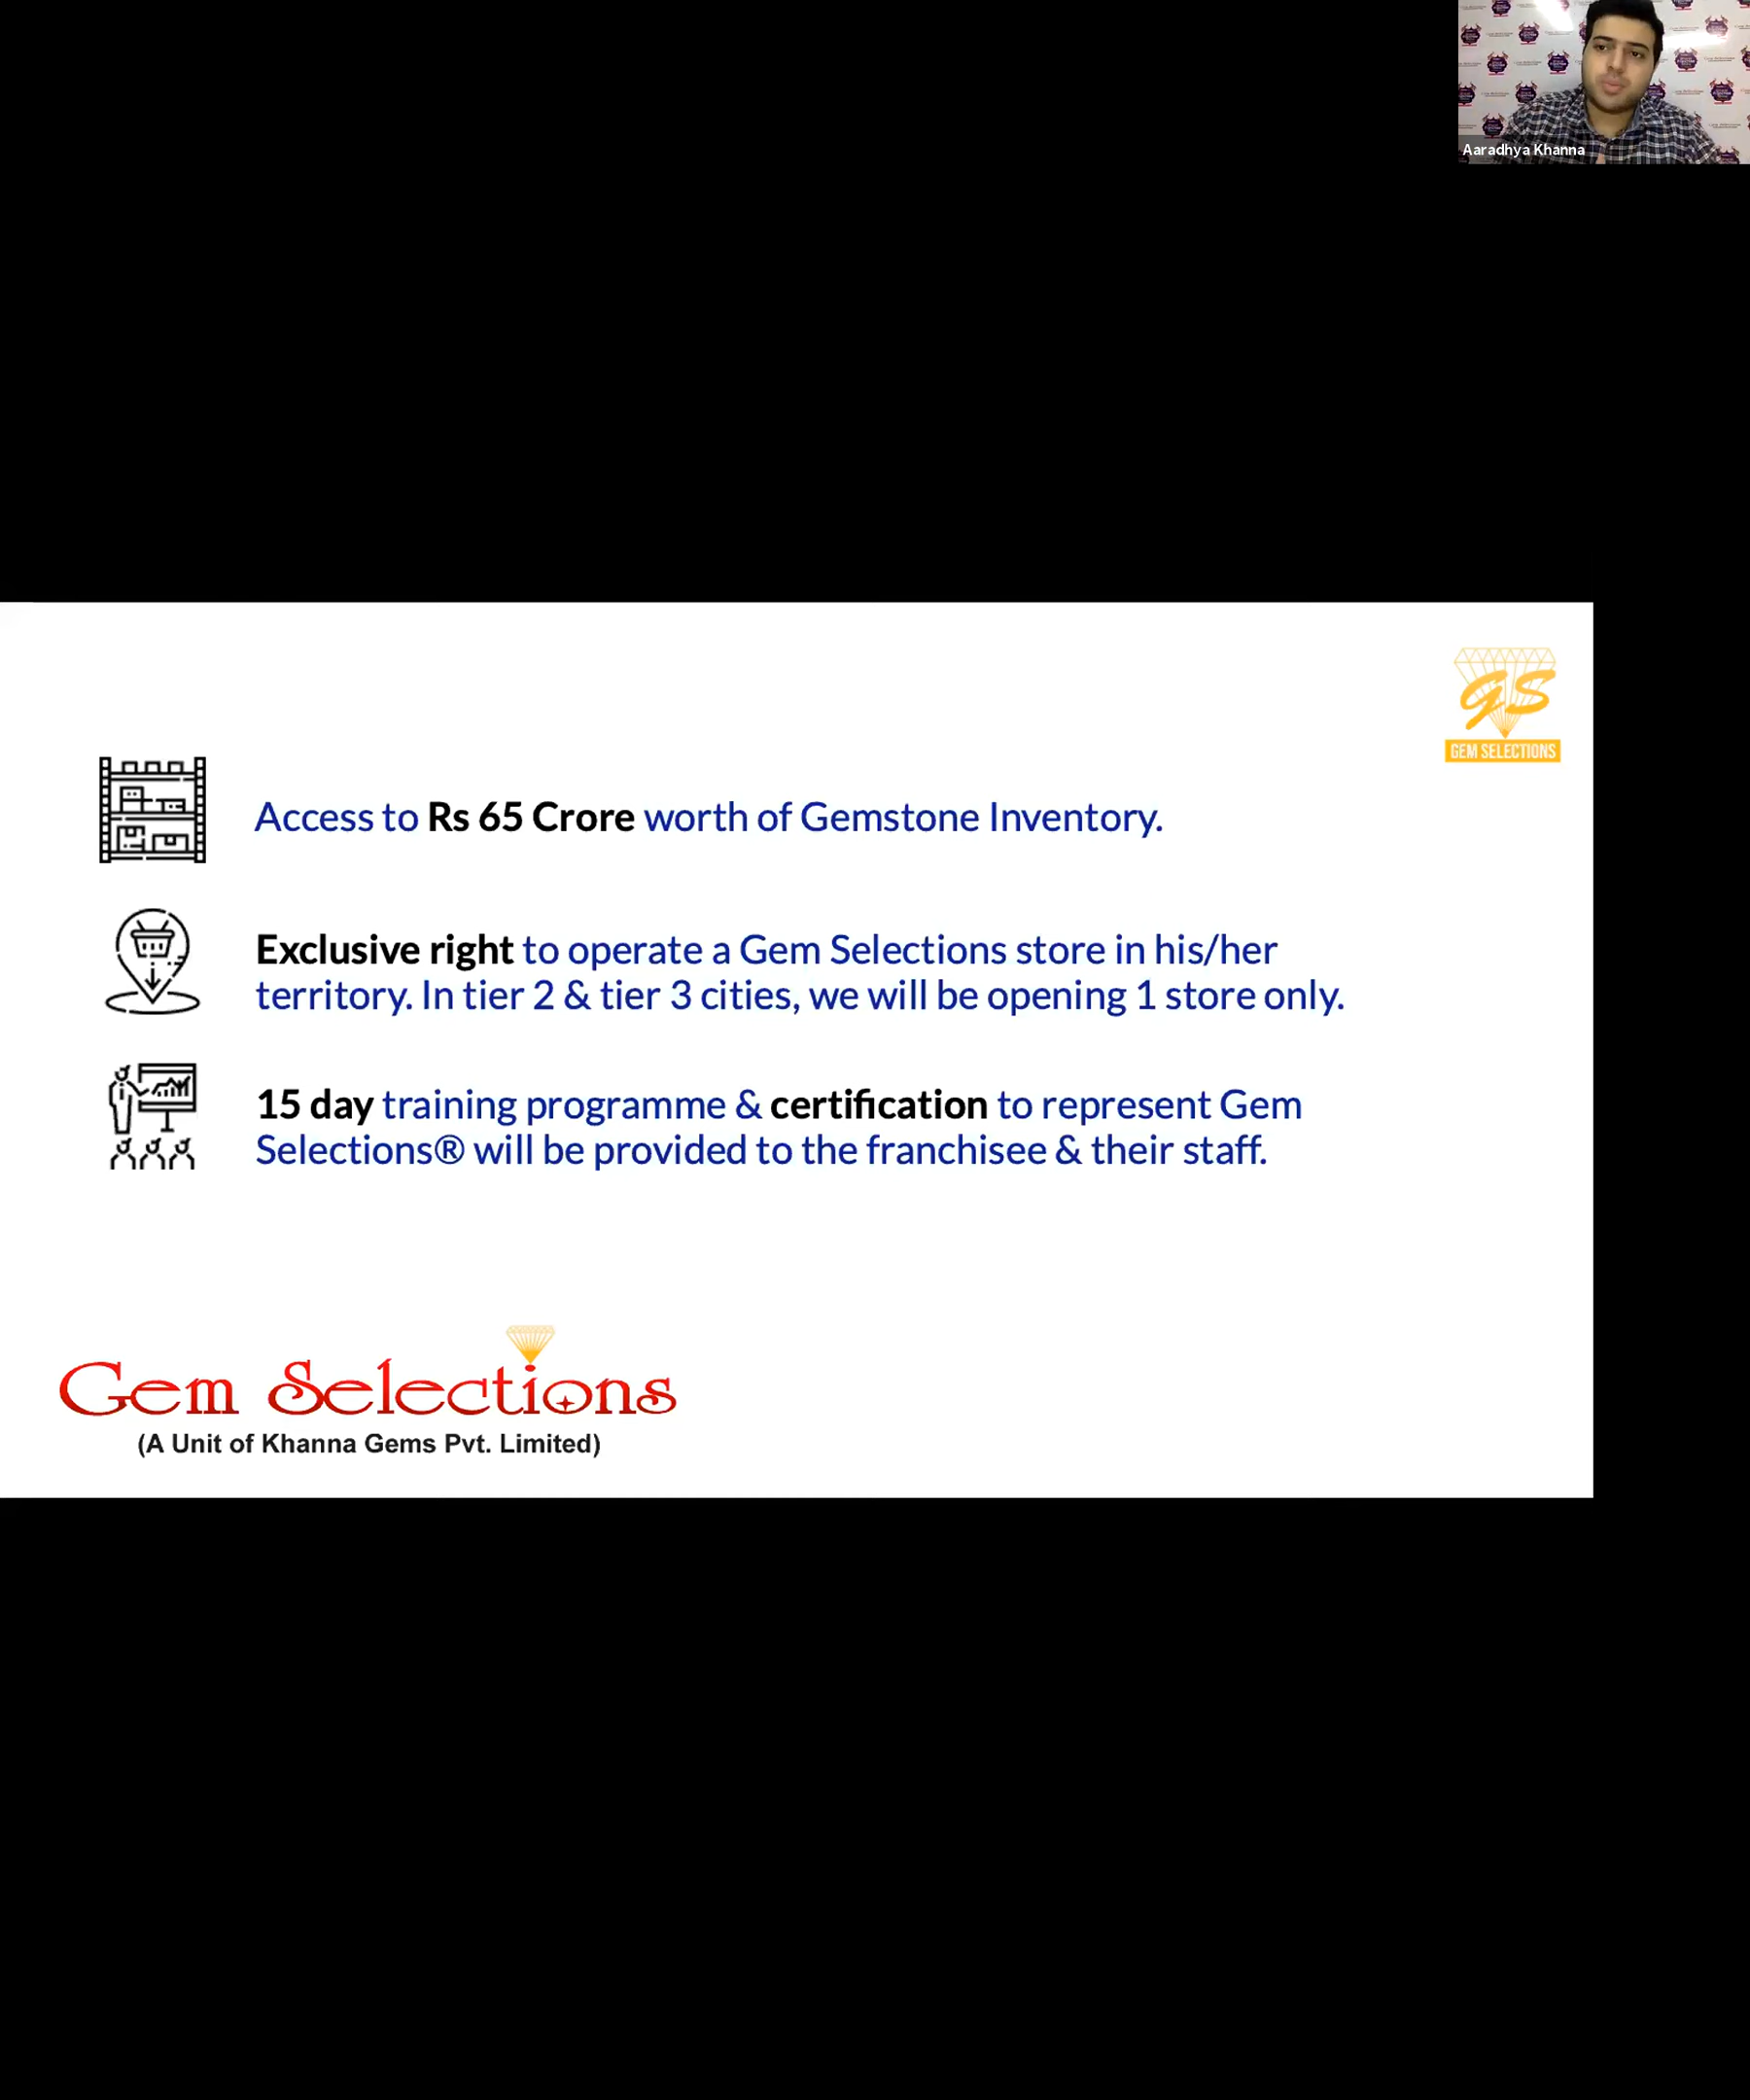 Aaradhya Khanna
GS
GEM SELECTIONS
Access to Rs 65 Crore worth of Gemstone Inventory.
Exclusive right to operate a Gem Selections store in his/her
territory. In tier 2 & tier 3 cities, we will be opening 1 store only.
15 day training programme & certification to represent Gem
Selections® will be provided to the franchisee & their staff.
Gem Selections
(A Unit of Khanna Gems Pvt. Limited)